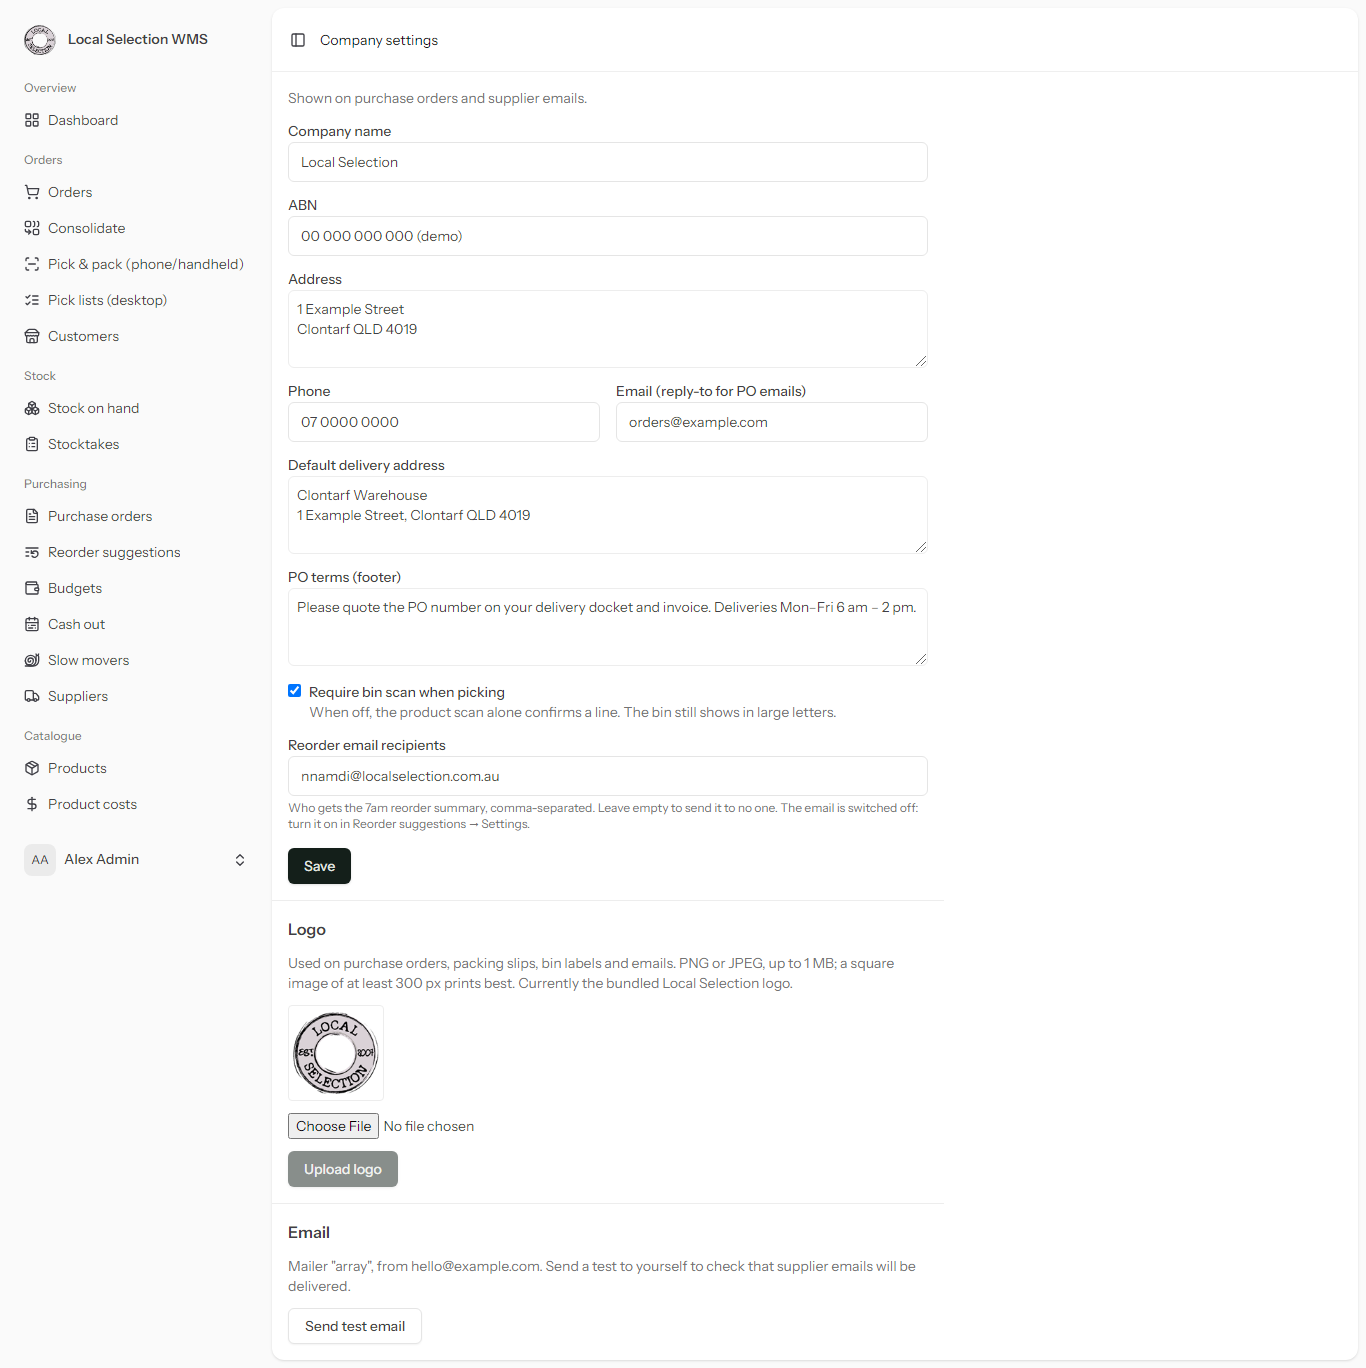 Local Selection WMS
Overview
Dashboard
Orders
Orders
Consolidate
Pick & pack (phone/handheld)
Pick lists (desktop)
Customers
Stock
Stock on hand
Stocktakes
Purchasing
Purchase orders
Reorder suggestions
Budgets
Cash out
Slow movers
Suppliers
Catalogue
Products
Product costs
AA
Alex Admin
Company settings
Shown on purchase orders and supplier emails.
Company name
Local Selection
ABN
00 000 000 000 (demo)
Address
1 Example Street
Clontarf QLD 4019
Phone
07 0000 0000
Email (reply-to for PO emails)
orders@example.com
Default delivery address
Clontarf Warehouse
1 Example Street, Clontarf QLD 4019
PO terms (footer)
Please quote the PO number on your delivery docket and invoice. Deliveries Mon–Fri 6 am – 2 pm.
Require bin scan when picking
When off, the product scan alone confirms a line. The bin still shows in large letters.
Reorder email recipients
nnamdi@localselection.com.au
Who gets the 7am reorder summary, comma-separated. Leave empty to send it to no one. The email is switched off:
turn it on in Reorder suggestions → Settings.
Save
Logo
Used on purchase orders, packing slips, bin labels and emails. PNG or JPEG, up to 1 MB; a square
image of at least 300 px prints best. Currently the bundled Local Selection logo.
LOCAL
EST.
SELECTION
Choose File No file chosen
Upload logo
Email
Mailer "array", from hello@example.com. Send a test to yourself to check that supplier emails will be
delivered.
Send test email